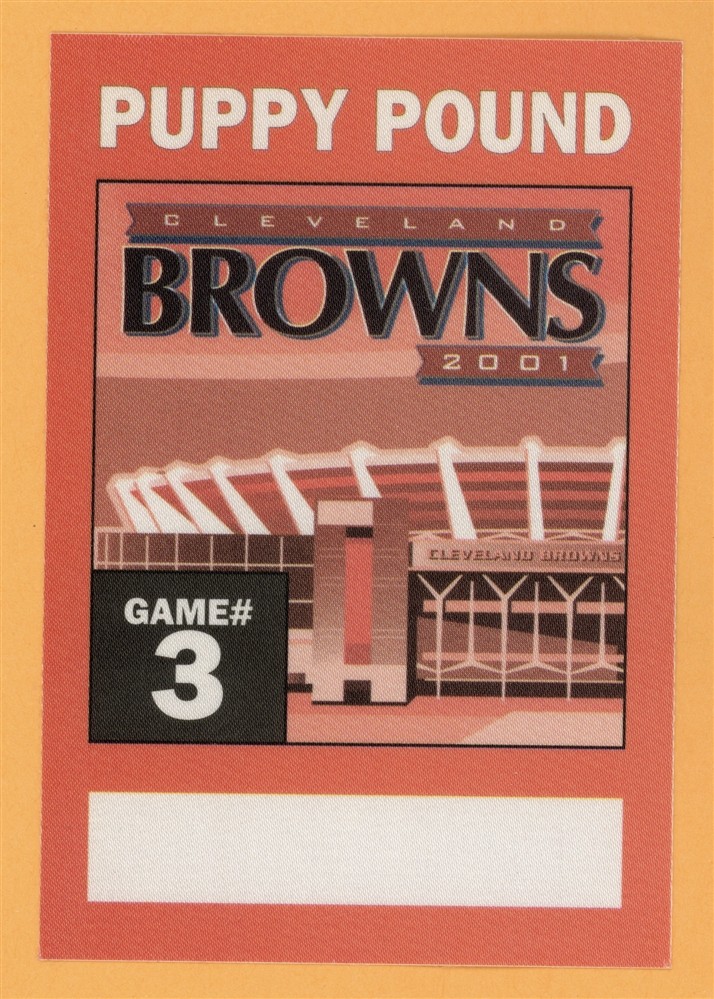 PUPPY POUND
CLEVELAND
BROWNS
2001
CLEVELAND BROWNS
GAME#
3